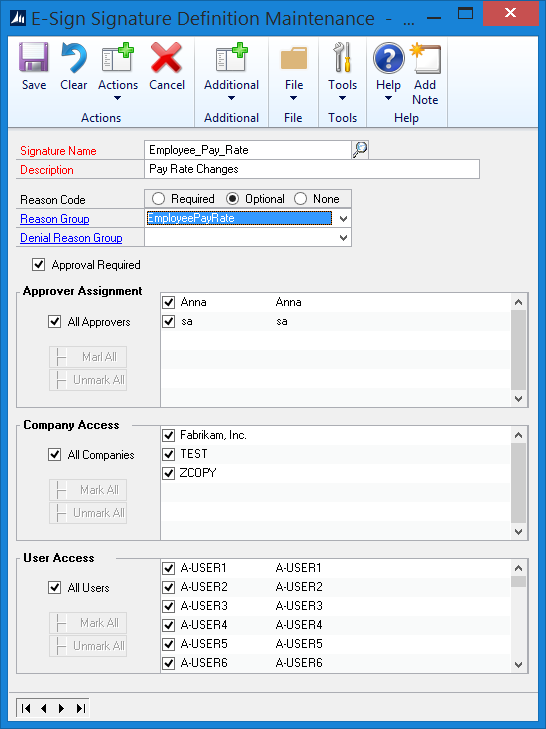 E-Sign Signature Definition Maintenance - ...
Save Clear Actions Cancel Additional File Tools Help Add Note
Actions Additional File Tools Help
Signature Name Employee_Pay_Rate
Description Pay Rate Changes
Reason Code Required Optional None
Reason Group EmployeePayRate
Denial Reason Group
Approval Required
Approver Assignment
Anna Anna
All Approvers sa sa
Marl All
Unmark All
Company Access
Fabrikam, Inc.
All Companies TEST
ZCOPY
Mark All
Unmark All
User Access
A-USER1 A-USER1
All Users A-USER2 A-USER2
A-USER3 A-USER3
Mark All A-USER4 A-USER4
Unmark All A-USER5 A-USER5
A-USER6 A-USER6